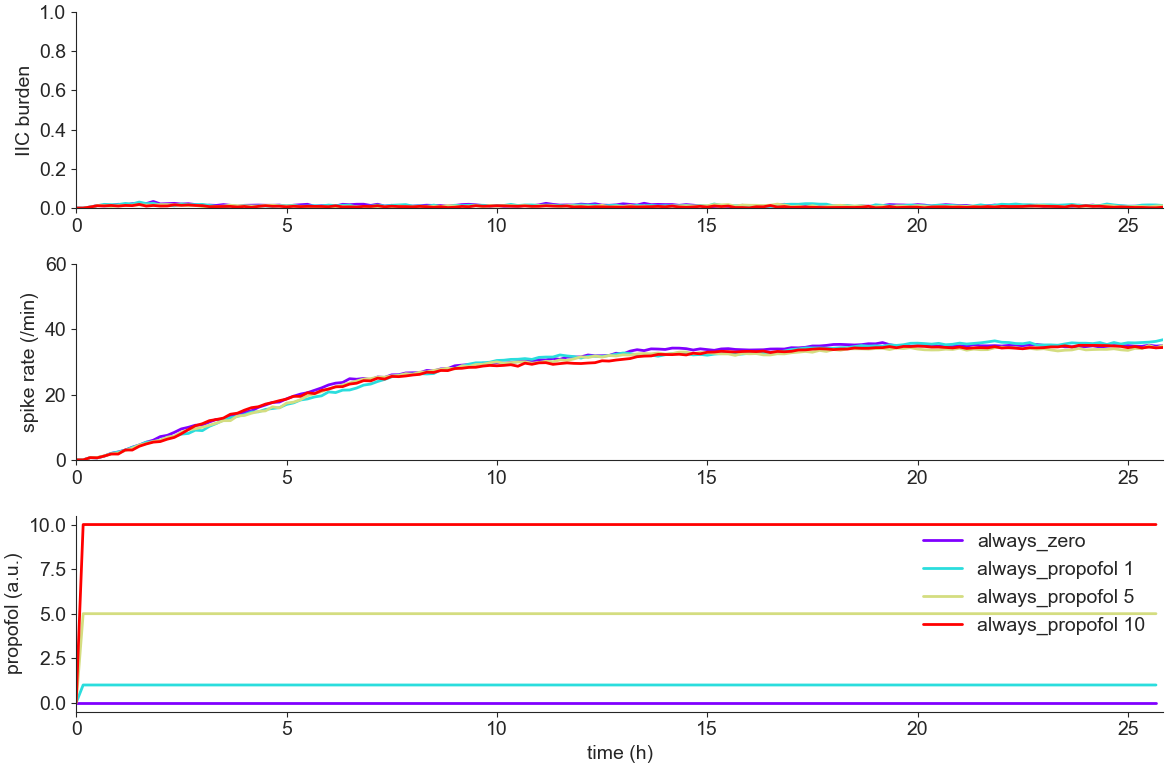 IIC burden
1.0
0.8
0.6
0.4
0.2
0.0
0 5 10 15 20 25
spike rate (/min)
60
40
20
0
0 5 10 15 20 25
propofol (a.u.)
10.0
7.5
5.0
2.5
0.0
always_zero
always_propofol 1
always_propofol 5
always_propofol 10
0 5 10 15 20 25
time (h)